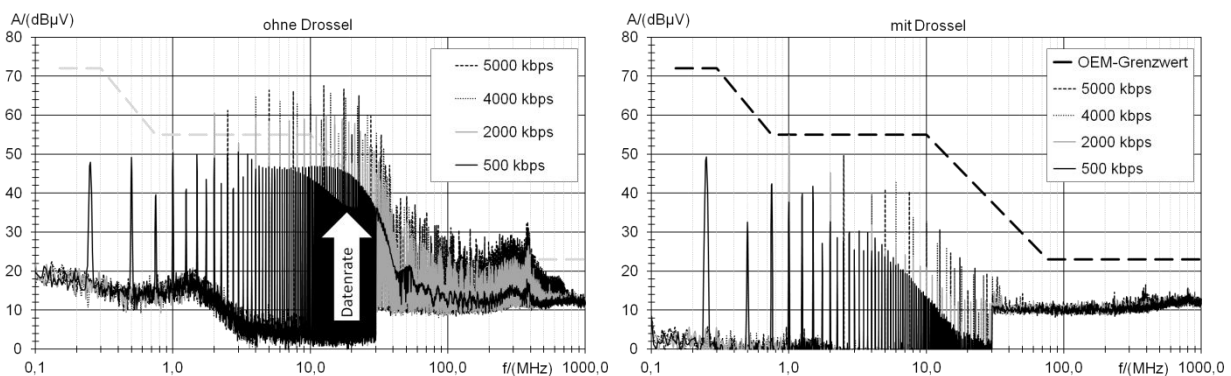 A/(dBµV)
ohne Drossel
80
70
60
50
40
30
20
10
0
5000 kbps
4000 kbps
2000 kbps
500 kbps
Datenrate
0,1
1,0
10,0
100,0
f/(MHz)
1000,0
A/(dBµV)
mit Drossel
80
70
60
50
40
30
20
10
0
OEM-Grenzwert
5000 kbps
4000 kbps
2000 kbps
500 kbps
0,1
1,0
10,0
100,0
f/(MHz)
1000,0